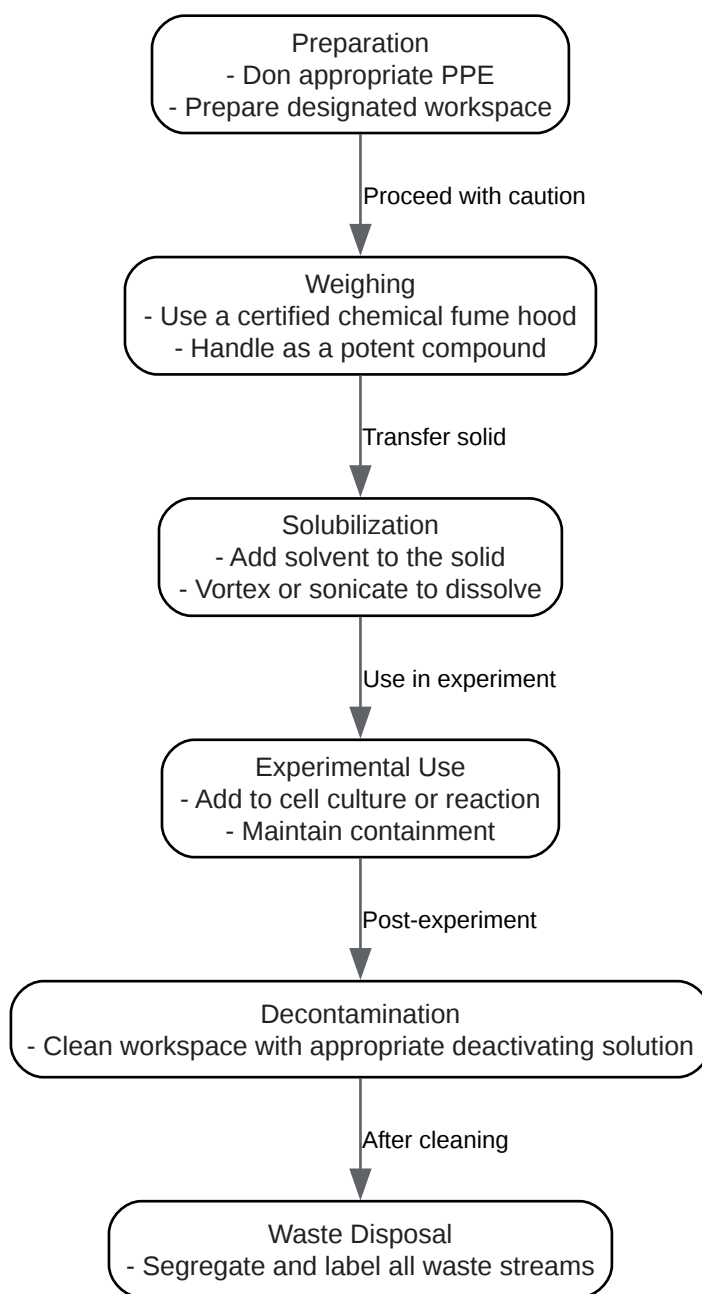 Preparation
- Don appropriate PPE
- Prepare designated workspace
Proceed with caution
Weighing
- Use a certified chemical fume hood
- Handle as a potent compound
Transfer solid
Solubilization
- Add solvent to the solid
- Vortex or sonicate to dissolve
Use in experiment
Experimental Use
- Add to cell culture or reaction
- Maintain containment
Post-experiment
Decontamination
- Clean workspace with appropriate deactivating solution
After cleaning
Waste Disposal
- Segregate and label all waste streams